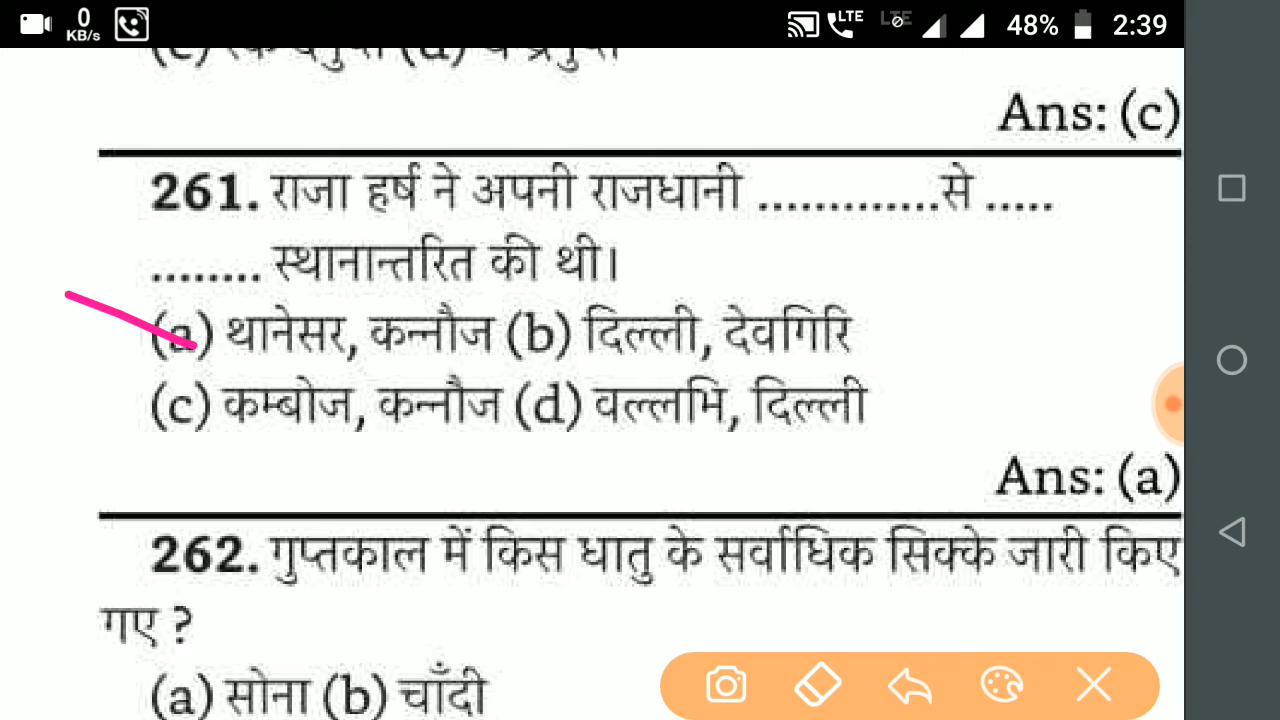 0
KB/s
LTE LTE 48% 2:39
Ans: (c)
261. राजा हर्ष ने अपनी राजधानी .............से .....
........ स्थानान्तरित की थी।
(a) थानेसर, कन्नौज (b) दिल्ली, देवगिरि
(c) कम्बोज, कन्नौज (d) वल्लभि, दिल्ली
Ans: (a)
262. गुप्तकाल में किस धातु के सर्वाधिक सिक्के जारी किए
गए ?
(a) सोना (b) चाँदी